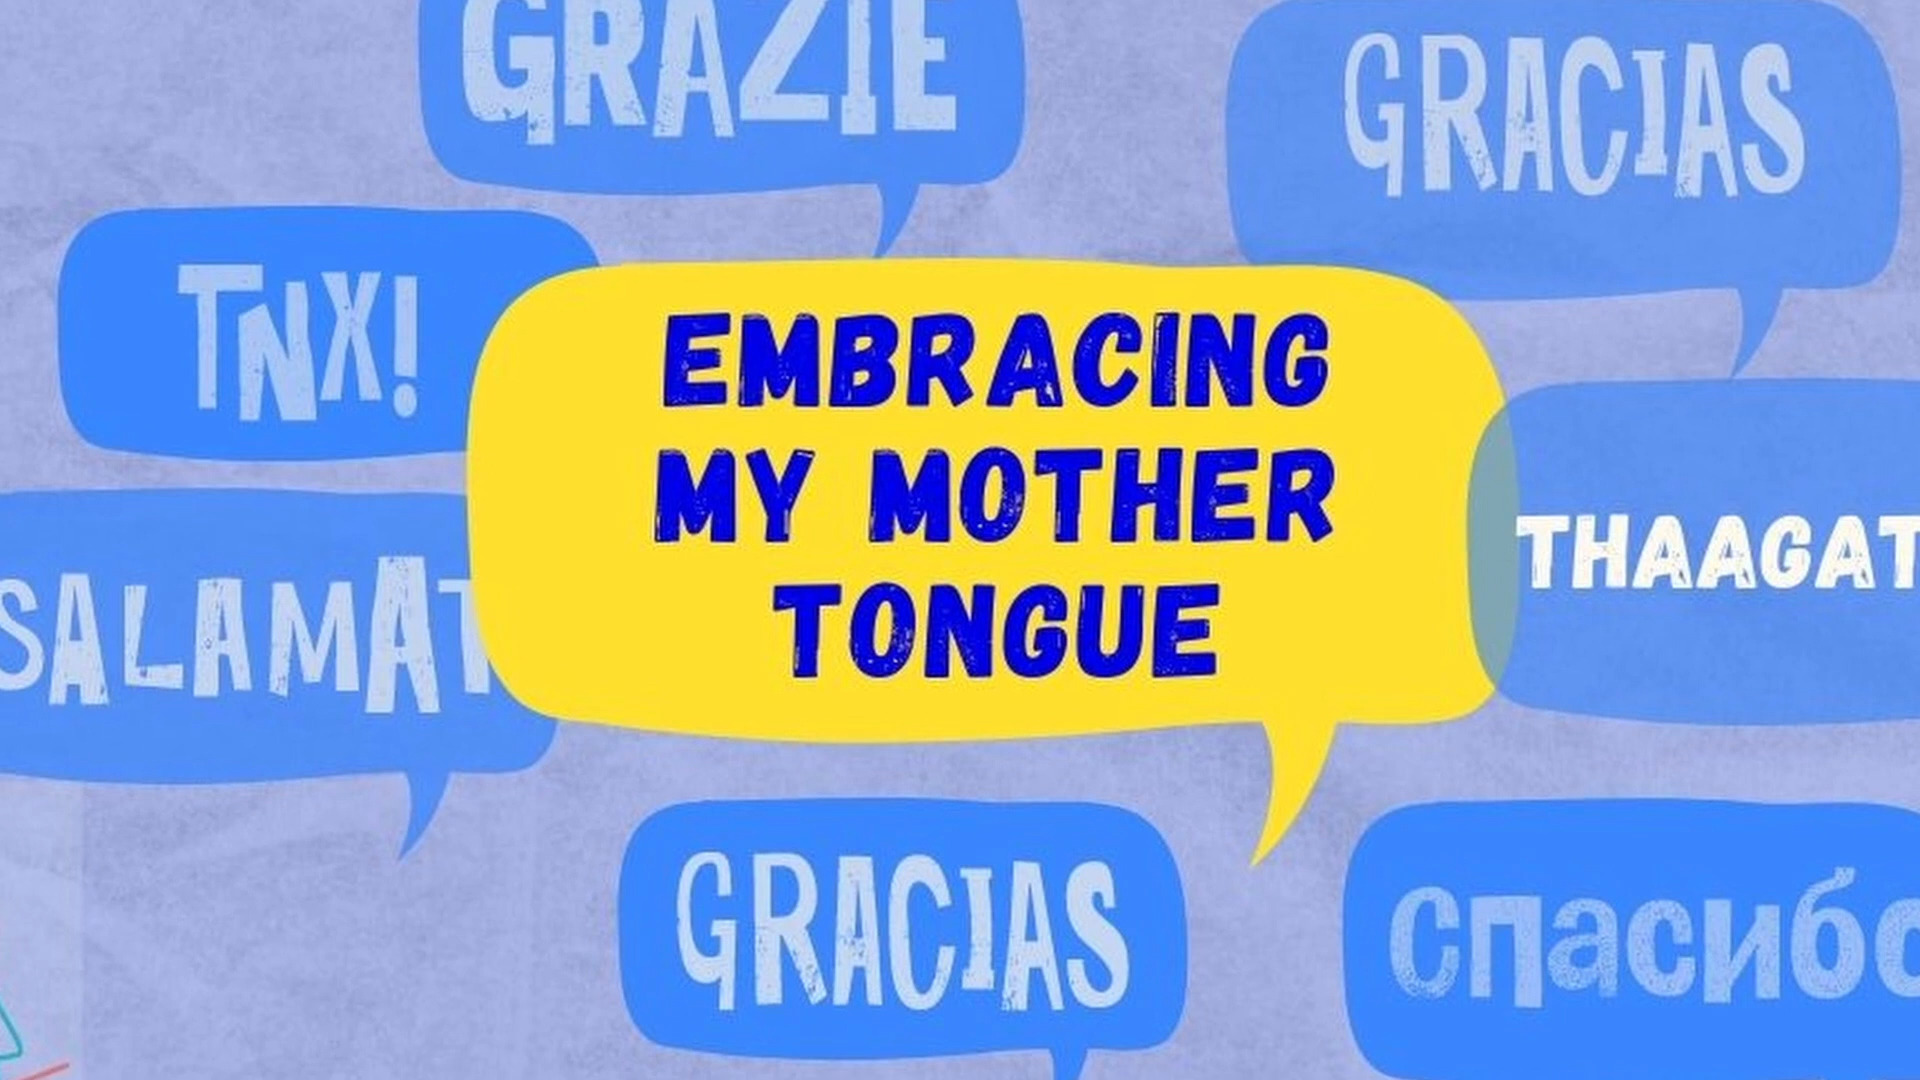 GRAZIE
GRACIAS
TNX!
EMBRACING
MY MOTHER
TONGUE
THAAGAT
SALAMAT
GRACIAS
Спасибо